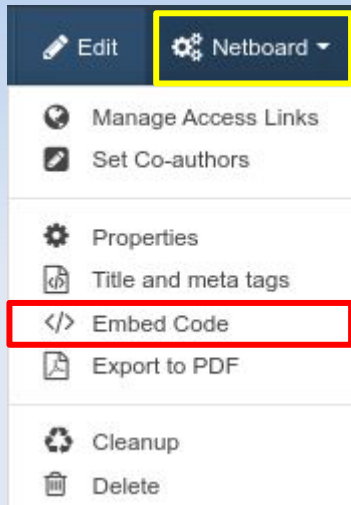 Edit Netboard
Manage Access Links
Set Co-authors
Properties
Title and meta tags
Embed Code
Export to PDF
Cleanup
Delete